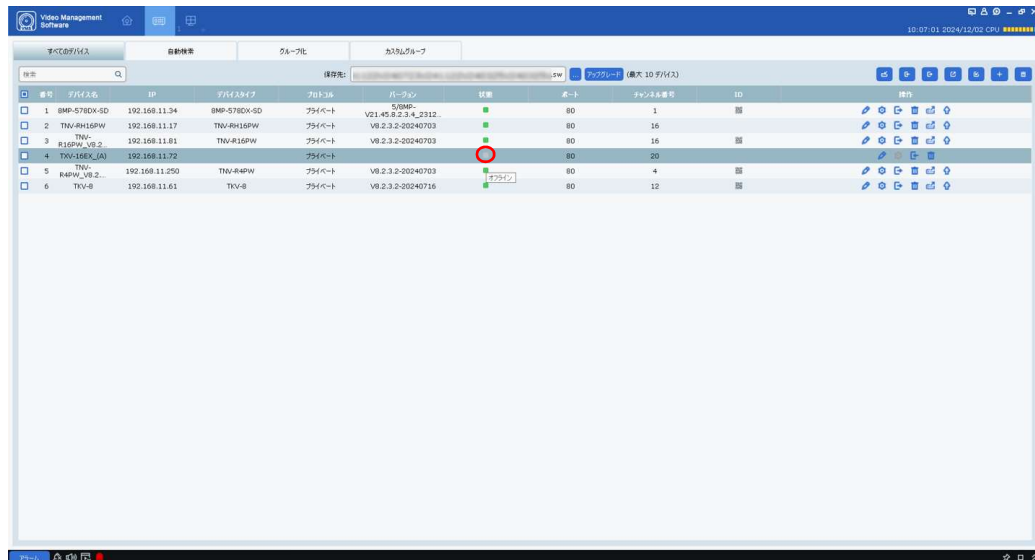 Video Management Software
10:07:01 2024/12/02 CPU
すべてのデバイス 自動検索 グループ化 カスタムグループ
検索 保存先: .sw ... アップグレード (最大 10 デバイス)
番号 デバイス名 IP デバイスタイプ プロトコル バージョン 状態 ポート チャンネル番号 ID 操作
1 8MP-578DX-SD 192.168.11.34 8MP-578DX-SD プライベート 5/8MP-V21.45.8.2.3.4_2312.. 80 1
2 TNV-RH16PW 192.168.11.17 TNV-RH16PW プライベート V8.2.3.2-20240703 80 16
3 TNV-R16PW_V8.2... 192.168.11.81 TNV-R16PW プライベート V8.2.3.2-20240703 80 16
4 TXV-16EX_(A) 192.168.11.72 プライベート 80 20
5 TNV-R4PW_V8.2... 192.168.11.250 TNV-R4PW プライベート V8.2.3.2-20240703 80 4
オフライン
6 TKV-8 192.168.11.61 TKV-8 プライベート V8.2.3.2-20240716 80 12
アラーム